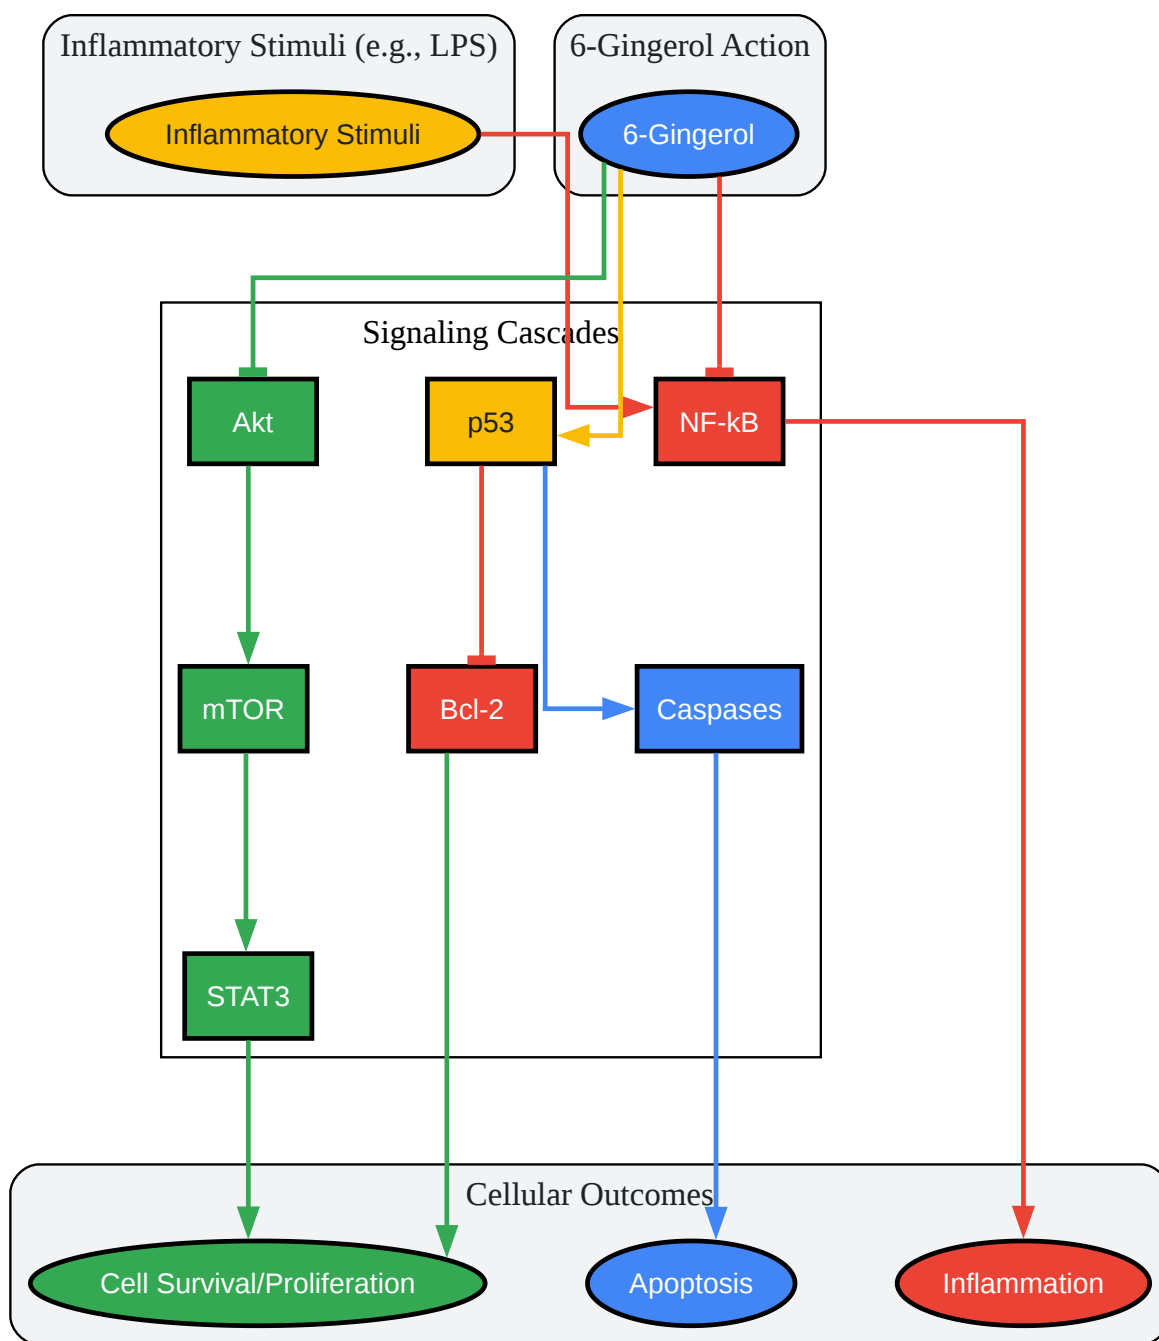 Inflammatory Stimuli (e.g., LPS)
6-Gingerol Action
Inflammatory Stimuli
6-Gingerol
Signaling Cascades
Akt
p53
NF-kB
mTOR
Bcl-2
Caspases
STAT3
Cellular Outcomes
Cell Survival/Proliferation
Apoptosis
Inflammation